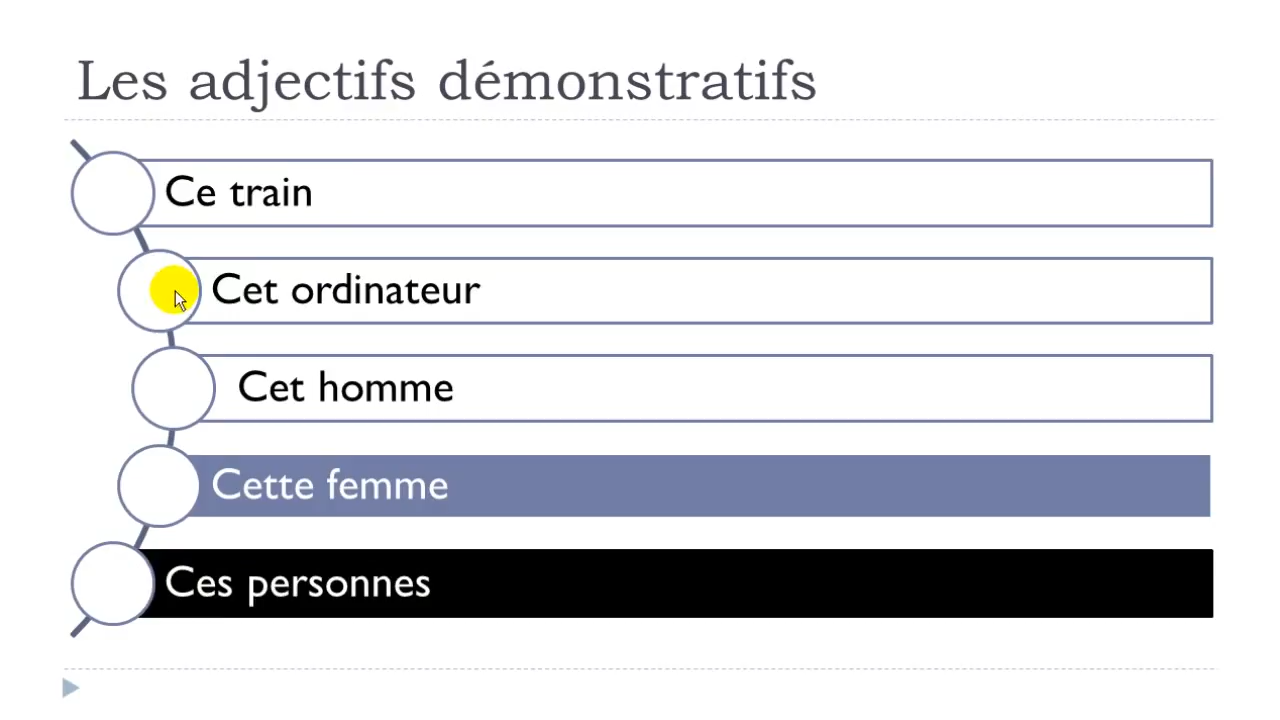 Les adjectifs démonstratifs
Ce train
Cet ordinateur
Cet homme
Cette femme
Ces personnes